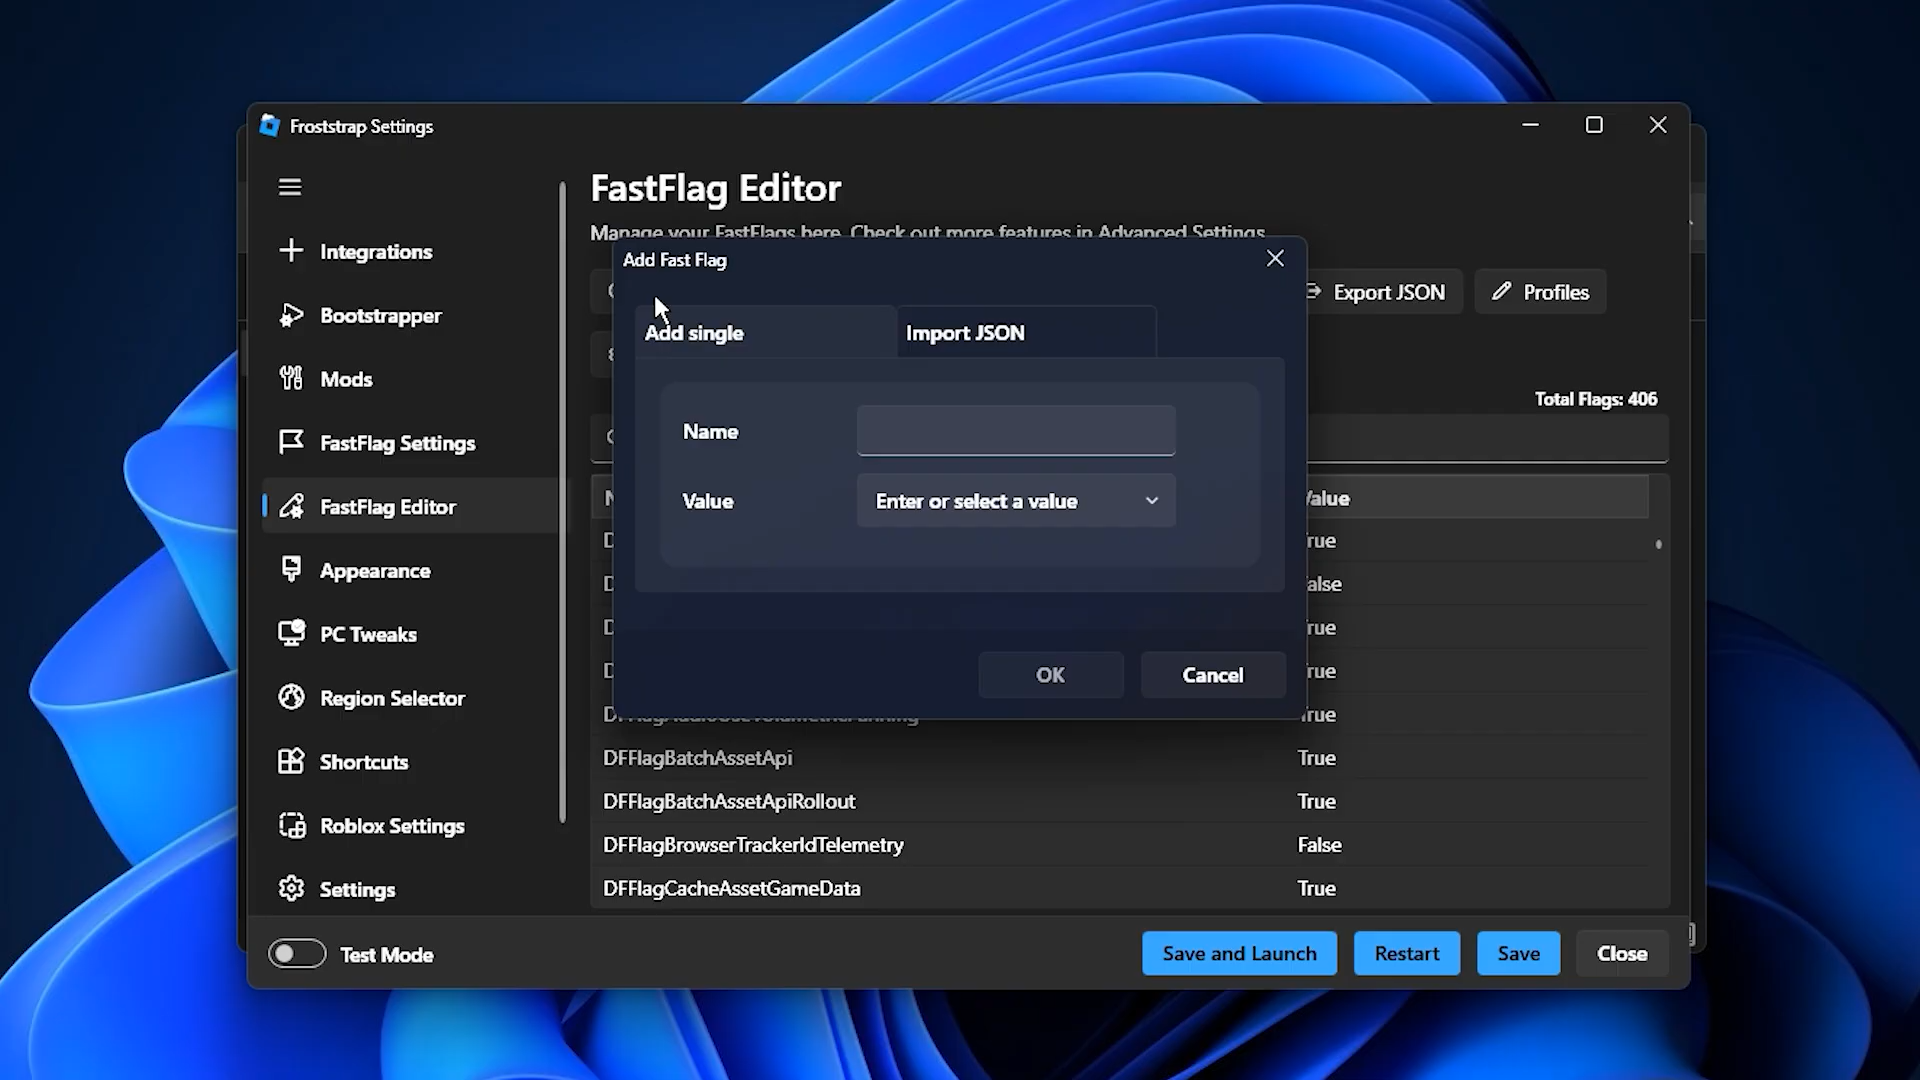 Froststrap Settings
Integrations
Bootstrapper
Mods
FastFlag Settings
FastFlag Editor
Appearance
PC Tweaks
Region Selector
Shortcuts
Roblox Settings
Settings
Test Mode
FastFlag Editor
Manage your FastFlags here. Check out more features in Advanced Settings
Export JSON
Profiles
Total Flags: 406
Add Fast Flag
Add single
Import JSON
Name
Value
Enter or select a value
OK
Cancel
Value
True
False
True
True
True
DFFlagBatchAssetApi True
DFFlagBatchAssetApiRollout True
DFFlagBrowserTrackerIdTelemetry False
DFFlagCacheAssetGameData True
Save and Launch
Restart
Save
Close